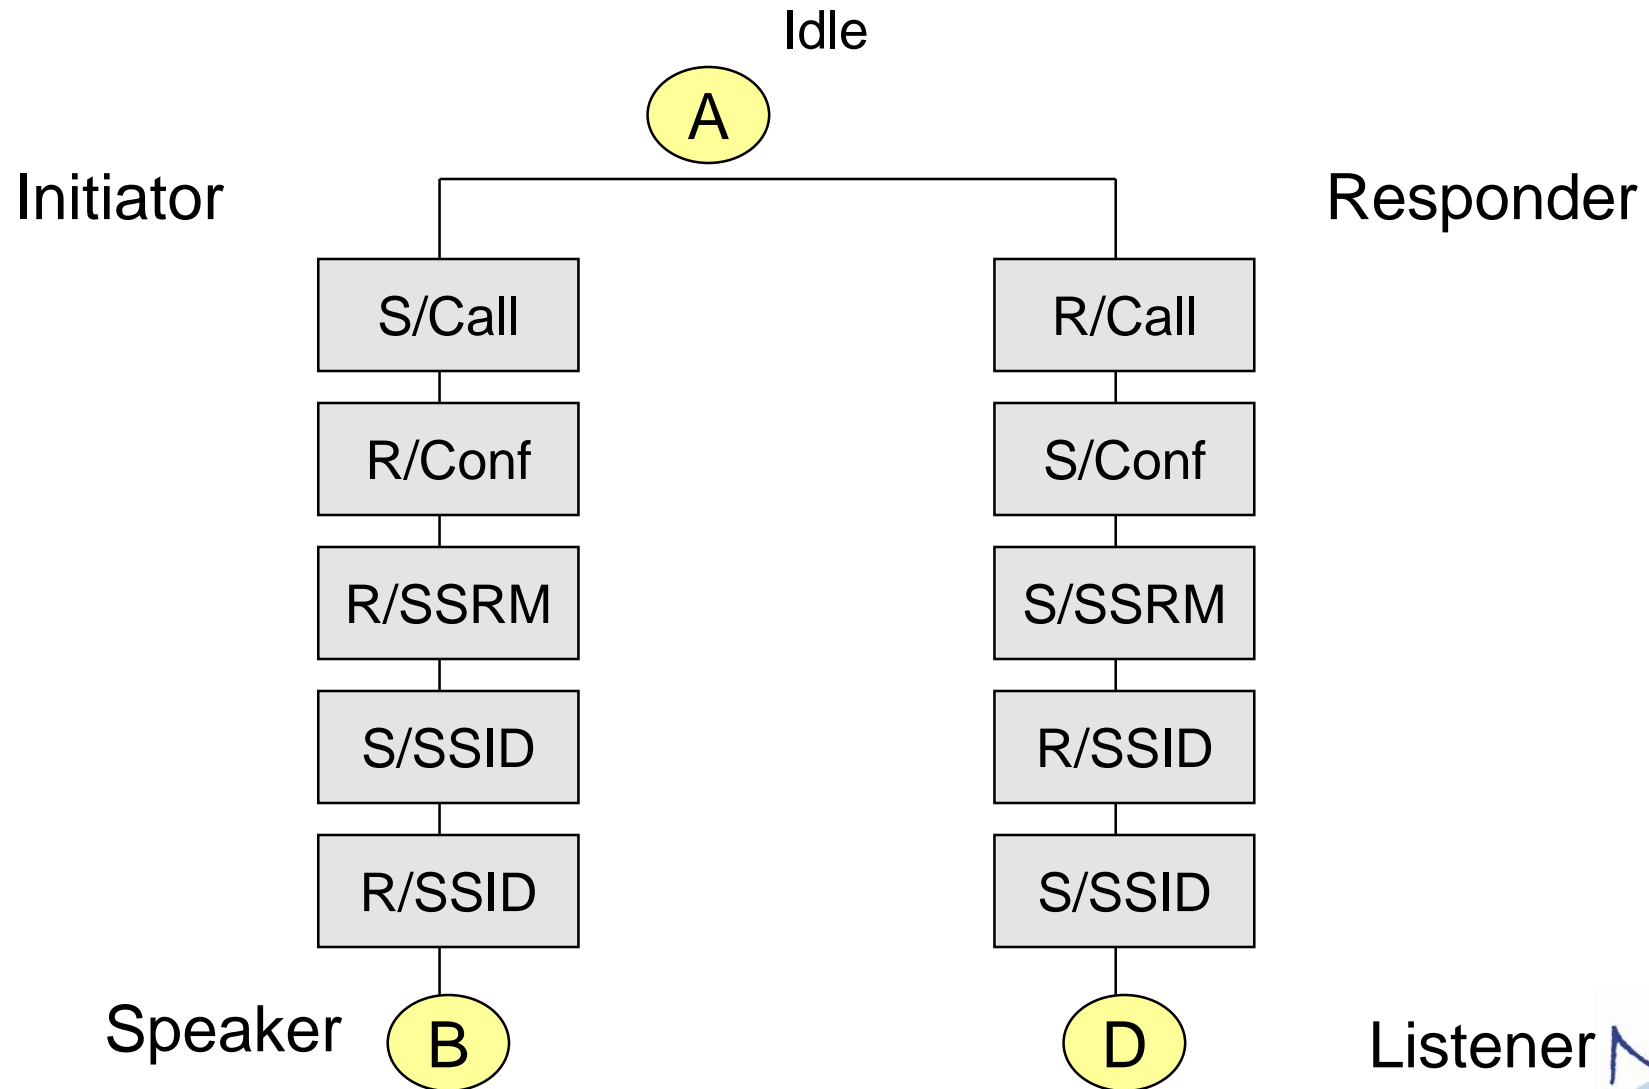 Idle
A
Initiator
Responder
S/Call
R/Call
R/Conf
S/Conf
R/SSRM
S/SSRM
S/SSID
R/SSID
R/SSID
S/SSID
Speaker
B
D
Listener